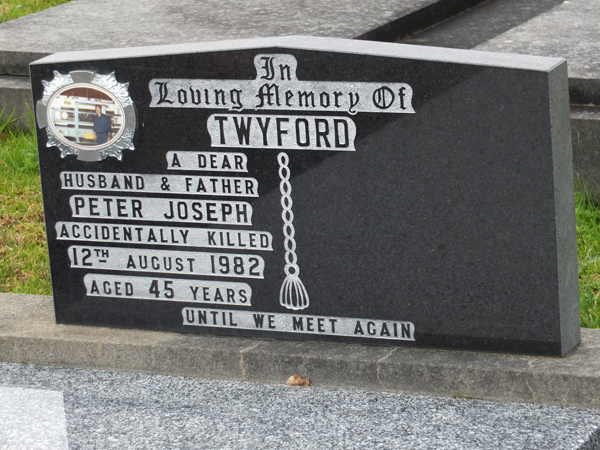 In
Loving Memory Of
TWYFORD
A DEAR
HUSBAND & FATHER
PETER JOSEPH
ACCIDENTALLY KILLED
12TH AUGUST 1982
AGED 45 YEARS
UNTIL WE MEET AGAIN